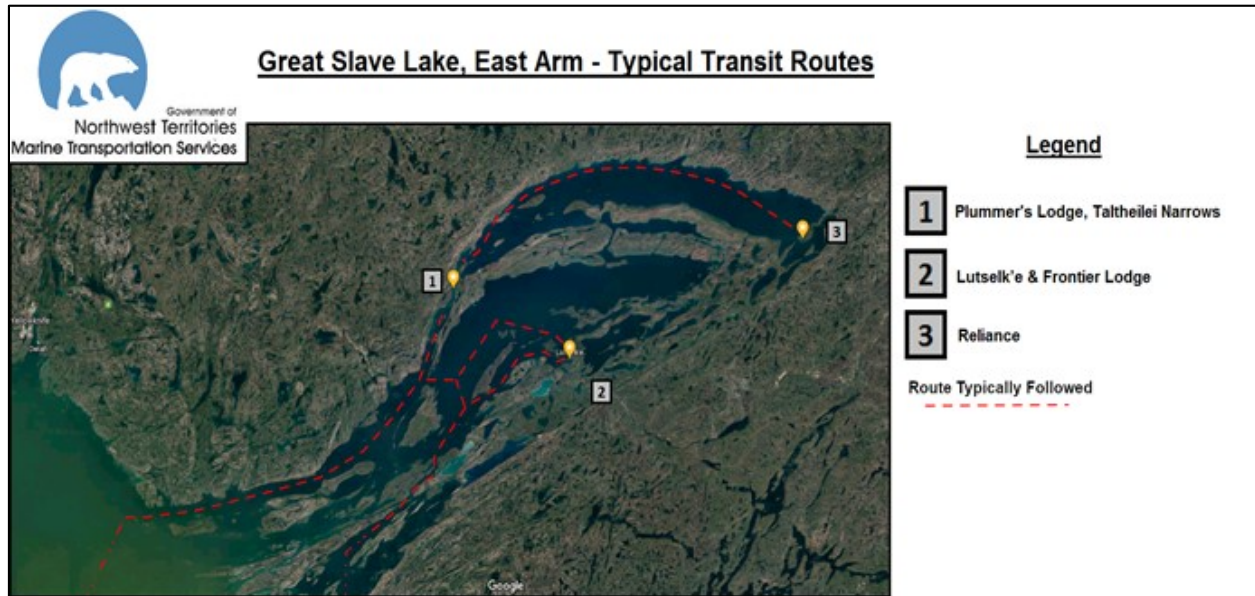 Government of
Northwest Territories
Marine Transportation Services
Great Slave Lake, East Arm - Typical Transit Routes
Legend
1 Plummer's Lodge, Taltheilei Narrows
2 Lutselk'e & Frontier Lodge
3 Reliance
Route Typically Followed
1
2
3
Yellowknife
Google